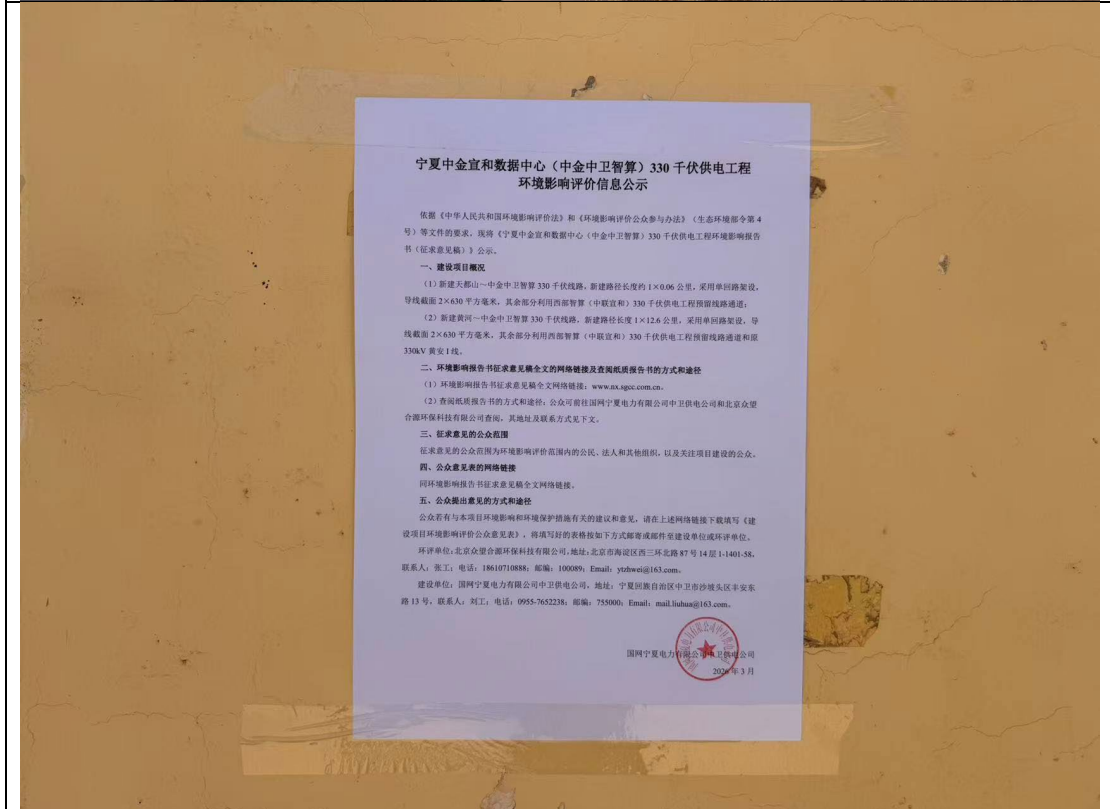 宁夏中金宣和数据中心（中金中卫智算）330 千伏供电工程
环境影响评价信息公示
依据《中华人民共和国环境影响评价法》和《环境影响评价公众参与办法》（生态环境部令第 4
号）等文件的要求，现将《宁夏中金宣和数据中心（中金中卫智算）330 千伏供电工程环境影响报告
书（征求意见稿）》公示。
一、建设项目概况
（1）新建天都山～中金中卫智算 330 千伏线路，新建路径长度约 1×0.06 公里，采用单回路架设，
导线截面 2×630 平方毫米，其余部分利用西部智算（中联宣和）330 千伏供电工程预留线路通道；
（2）新建黄河～中金中卫智算 330 千伏线路，新建路径长度 1×12.6 公里，采用单回路架设，导
线截面 2×630 平方毫米，其余部分利用西部智算（中联宣和）330 千伏供电工程预留线路通道和原
330kV 黄安 I 线。
二、环境影响报告书征求意见稿全文的网络链接及查阅纸质报告书的方式和途径
（1）环境影响报告书征求意见稿全文网络链接：www.nx.sgcc.com.cn。
（2）查阅纸质报告书的方式和途径：公众可前往国网宁夏电力有限公司中卫供电公司和北京众望
合源环保科技有限公司查阅，其地址及联系方式见下文。
三、征求意见的公众范围
征求意见的公众范围为环境影响评价范围内的公民、法人和其他组织，以及关注项目建设的公众。
四、公众意见表的网络链接
同环境影响报告书征求意见稿全文网络链接。
五、公众提出意见的方式和途径
公众若有与本项目环境影响和环境保护措施有关的建议和意见，请在上述网络链接下载填写《建
设项目环境影响评价公众意见表》，将填写好的表格按如下方式邮寄或邮件至建设单位或环评单位。
环评单位：北京众望合源环保科技有限公司，地址：北京市海淀区西三环北路 87 号 14 层 1-1401-58，
联系人：张工；电话：18610710888；邮编：100089；Email：ytzhwei@163.com。
建设单位：国网宁夏电力有限公司中卫供电公司，地址：宁夏回族自治区中卫市沙坡头区丰安东
路 13 号，联系人：刘工；电话：0955-7652238；邮编：755000；Email：mail.liuhua@163.com。
国网宁夏电力有限公司中卫供电公司
2026 年 3 月